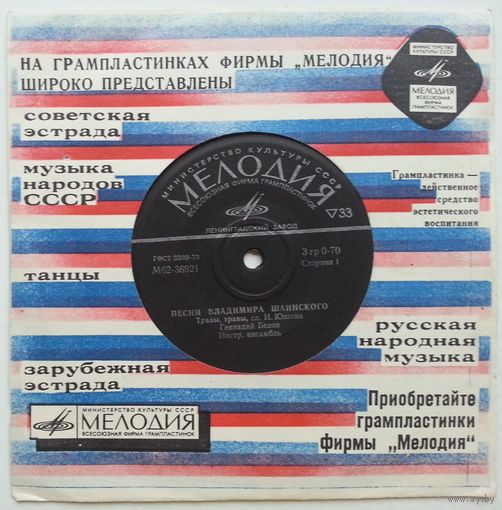 НА ГРАМПЛАСТИНКАХ ФИРМЫ „МЕЛОДИЯ"
ШИРОКО ПРЕДСТАВЛЕНЫ
МИНИСТЕРСТВО
КУЛЬТУРЫ СССР
МЕЛОДИЯ
ВСЕСОЮЗНАЯ
ФИРМА
ГРАМПЛАСТИНОК
советская
эстрада
музыка
народов
СССР
танцы
зарубежная
эстрада
Грампластинка —
действенное
средство
эстетического
воспитания
русская
народная
музыка
МИНИСТЕРСТВО КУЛЬТУРЫ СССР
МЕЛОДИЯ
ВСЕСОЮЗНАЯ ФИРМА ГРАМПЛАСТИНОК
ЛЕНИНГРАДСКИЙ ЗАВОД
▽33
ГОСТ 5289-73
М62-36921
3 гр 0-70
Сторона 1
ПЕСНИ ВЛАДИМИРА ШАИНСКОГО
Травы, травы, сл. И. Юшина
Геннадий Белов
Инстр. ансамбль
МИНИСТЕРСТВО КУЛЬТУРЫ СССР
МЕЛОДИЯ
ВСЕСОЮЗНАЯ ФИРМА ГРАМПЛАСТИНОК
Приобретайте
грампластинки
фирмы „Мелодия"
www.ay.by